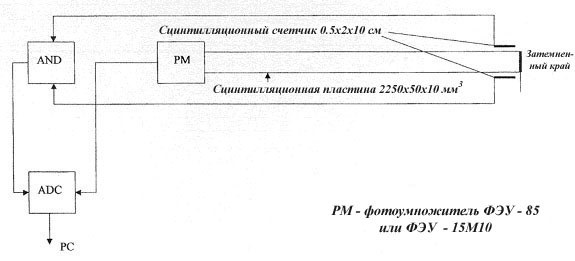 Сцинтилляционный счетчик 0.5x2x10 см
AND
PM
Затемнен-
ный край
Сцинтилляционная пластина 2250x50x10 мм³
ADC
PC
PM - фотоумножитель ФЭУ - 85
или ФЭУ - 15М10